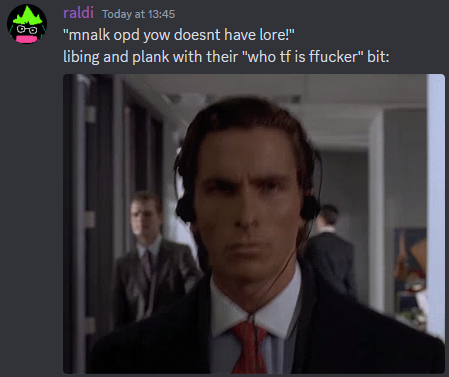 raldi Today at 13:45
"mnalk opd yow doesnt have lore!"
libing and plank with their "who tf is ffucker" bit: